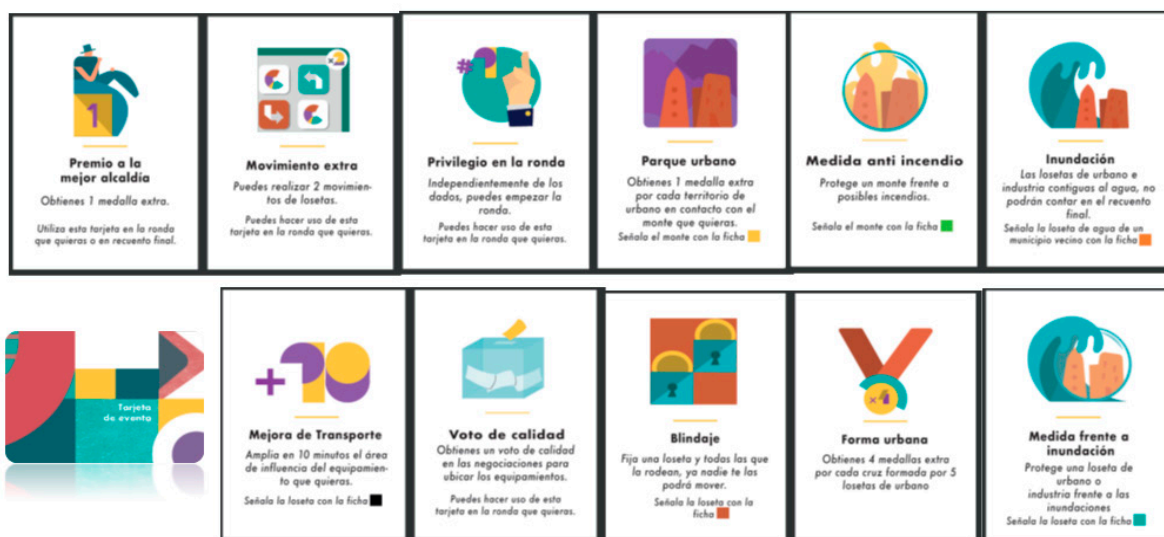 1
Premio a la
mejor alcaldía
Obtienes 1 medalla extra.
Utiliza esta tarjeta en la ronda
que quieras o en recuento final.
Movimiento extra
Puedes realizar 2 movimien-
tos de losetas.
Puedes hacer uso de esta
tarjeta en la ronda que quieras.
#
Privilegio en la ronda
Independientemente de los
dados, puedes empezar la
ronda.
Puedes hacer uso de esta
tarjeta en la ronda que quieras.
Parque urbano
Obtienes 1 medalla extra
por cada territorio de
urbano en contacto con el
monte que quieras.
Señala el monte con la ficha
Medida anti incendio
Protege un monte frente a
posibles incendios.
Señala el monte con la ficha
Inundación
Las losetas de urbano e
industria contiguas al agua, no
podrán contar en el recuento
final.
Señala la loseta de agua de un
municipio vecino con la ficha
Tarjeta
de evento
+10
Mejora de Transporte
Amplia en 10 minutos el área
de influencia del equipamien-
to que quieras.
Señala la loseta con la ficha
Voto de calidad
Obtienes un voto de calidad
en las negociaciones para
ubicar los equipamientos.
Puedes hacer uso de esta
tarjeta en la ronda que quieras.
Blindaje
Fija una loseta y todas las que
la rodean, ya nadie te las
podrá mover.
Señala la loseta con la
ficha
x4
Forma urbana
Obtienes 4 medallas extra
por cada cruz formada por 5
losetas de urbano
Medida frente a
inundación
Protege una loseta de
urbano o
industria frente a las
inundaciones
Señala la loseta con la ficha